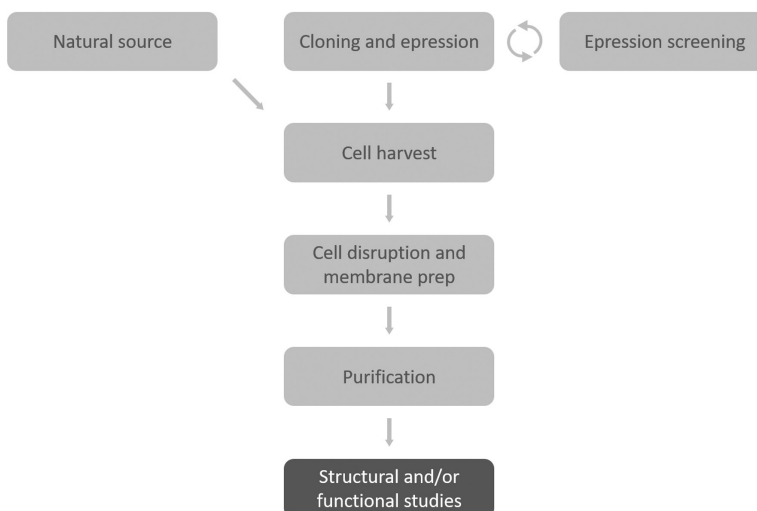 Natural source
Cloning and epression
Epression screening
Cell harvest
Cell disruption and
membrane prep
Purification
Structural and/or
functional studies